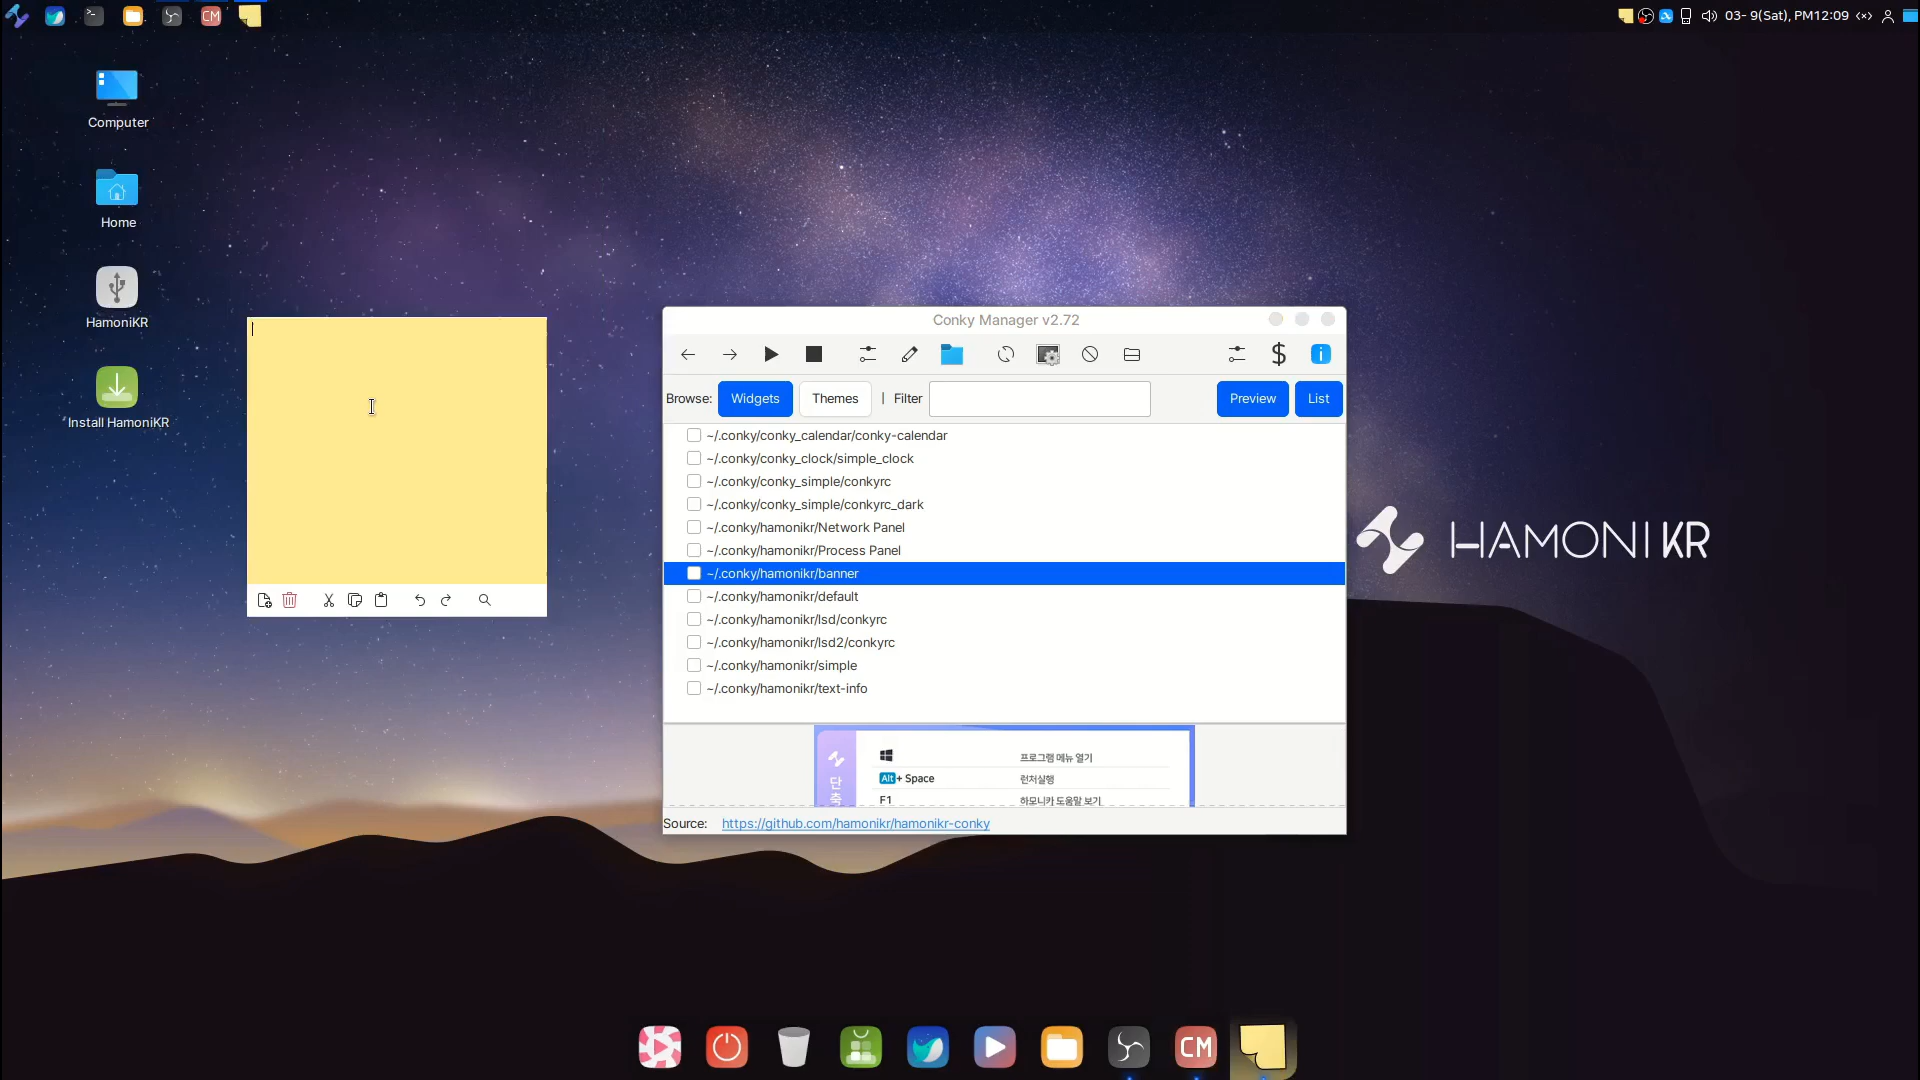 CM
03- 9(Sat), PM12:09
Computer
Home
HamoniKR
Install HamoniKR
Conky Manager v2.72
Browse: Widgets Themes | Filter Preview List
~/.conky/conky_calendar/conky-calendar
~/.conky/conky_clock/simple_clock
~/.conky/conky_simple/conkyrc
~/.conky/conky_simple/conkyrc_dark
~/.conky/hamonikr/Network Panel
~/.conky/hamonikr/Process Panel
~/.conky/hamonikr/banner
~/.conky/hamonikr/default
~/.conky/hamonikr/lsd/conkyrc
~/.conky/hamonikr/lsd2/conkyrc
~/.conky/hamonikr/simple
~/.conky/hamonikr/text-info
단축
프로그램 메뉴 열기
Alt + Space 런처실행
F1 하모니카 도움말 보기
Source: https://github.com/hamonikr/hamonikr-conky
HAMONIKR
CM